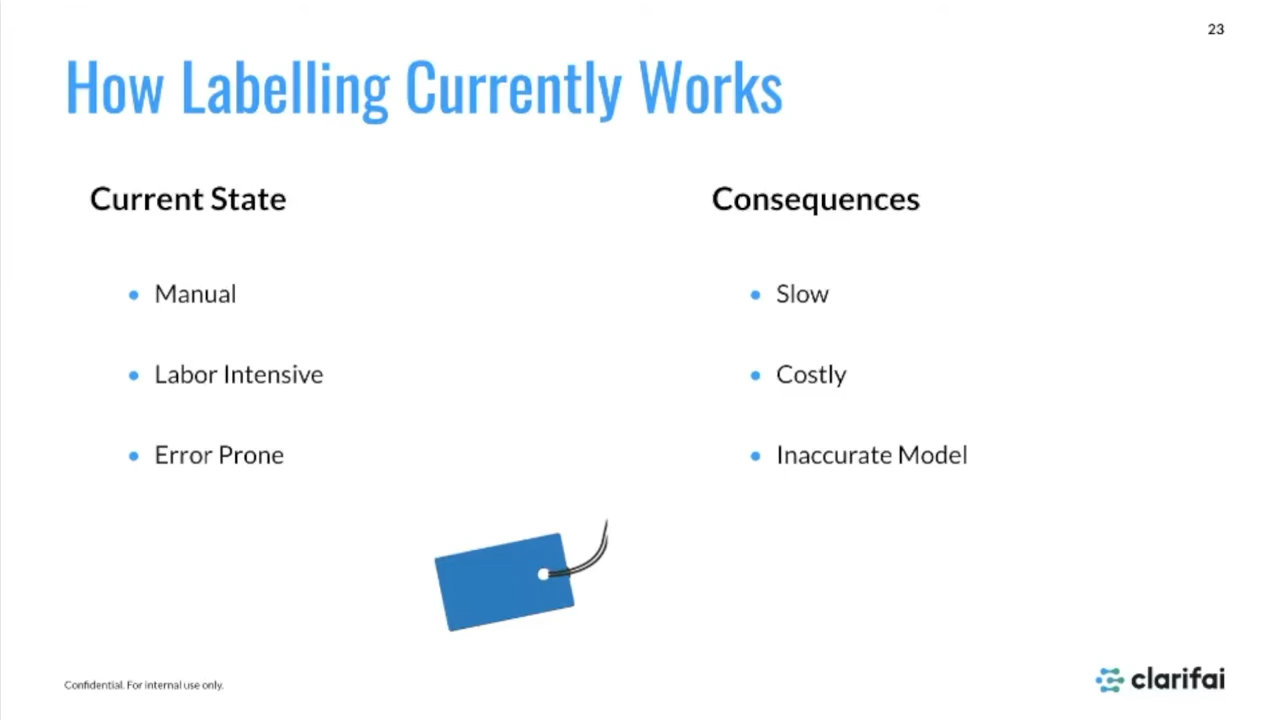 23
How Labelling Currently Works
Current State
Manual
Labor Intensive
Error Prone
Consequences
Slow
Costly
Inaccurate Model
Confidential. For internal use only.
clarifai